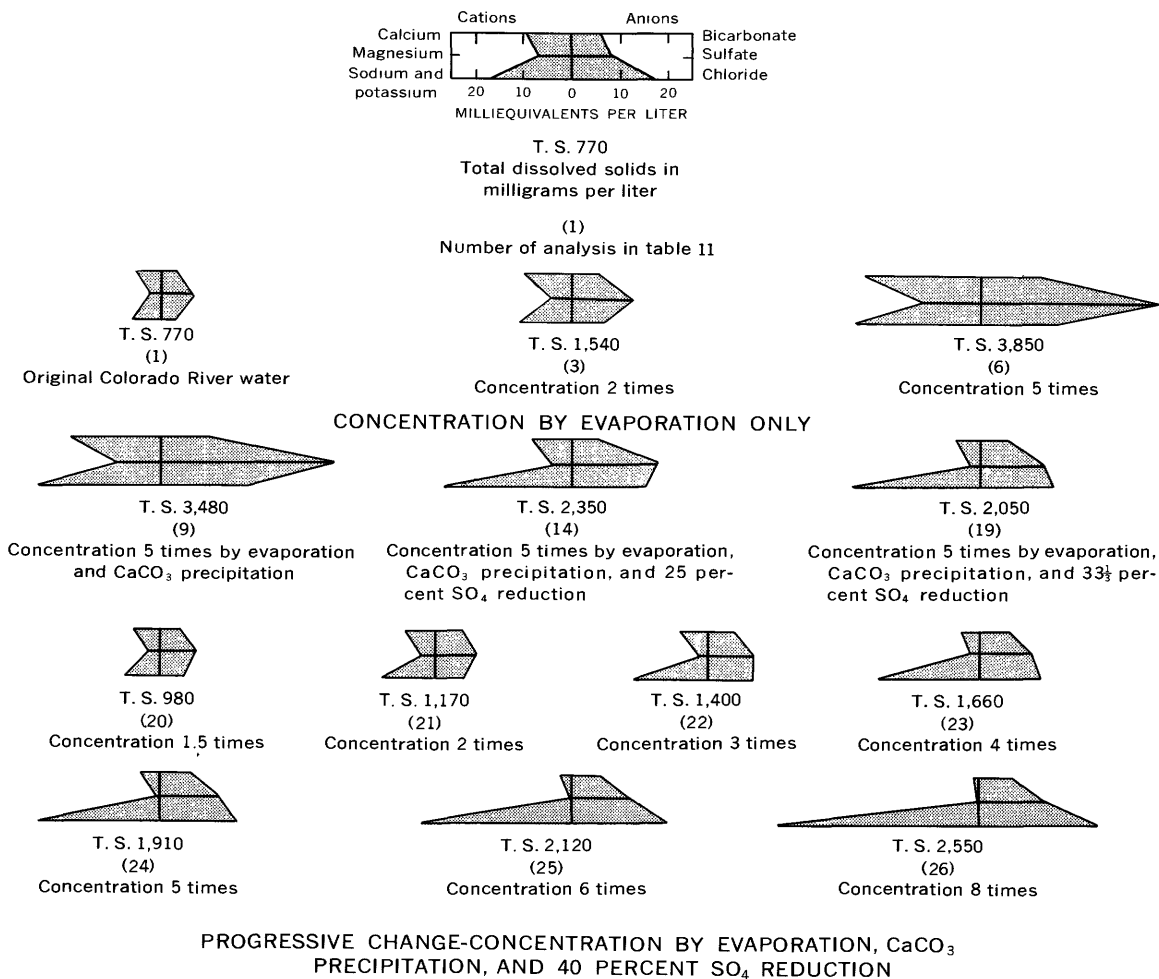 Cations Anions
Calcium Bicarbonate
Magnesium Sulfate
Sodium and Chloride
potassium 20 10 0 10 20
MILLIEQUIVALENTS PER LITER
T. S. 770
Total dissolved solids in
milligrams per liter
(1)
Number of analysis in table 11
T. S. 770
(1)
Original Colorado River water
T. S. 1,540
(3)
Concentration 2 times
T. S. 3,850
(6)
Concentration 5 times
CONCENTRATION BY EVAPORATION ONLY
T. S. 3,480
(9)
Concentration 5 times by evaporation
and CaCO₃ precipitation
T. S. 2,350
(14)
Concentration 5 times by evaporation,
CaCO₃ precipitation, and 25 per-
cent SO₄ reduction
T. S. 2,050
(19)
Concentration 5 times by evaporation,
CaCO₃ precipitation, and 33⅓ per-
cent SO₄ reduction
T. S. 980
(20)
Concentration 1.5 times
T. S. 1,170
(21)
Concentration 2 times
T. S. 1,400
(22)
Concentration 3 times
T. S. 1,660
(23)
Concentration 4 times
T. S. 1,910
(24)
Concentration 5 times
T. S. 2,120
(25)
Concentration 6 times
T. S. 2,550
(26)
Concentration 8 times
PROGRESSIVE CHANGE-CONCENTRATION BY EVAPORATION, CaCO₃
PRECIPITATION, AND 40 PERCENT SO₄ REDUCTION